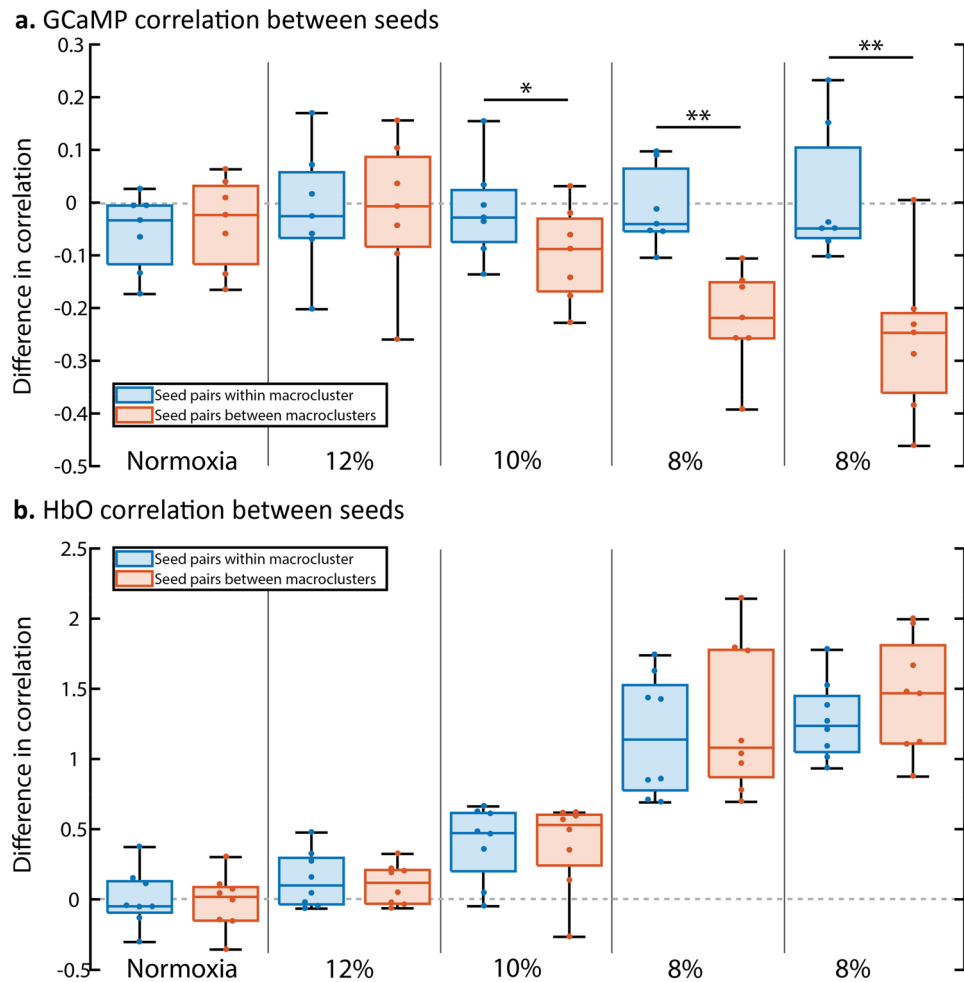 a. GCaMP correlation between seeds
Difference in correlation
0.3
0.2
0.1
0
-0.1
-0.2
-0.3
-0.4
-0.5
*
**
**
Seed pairs within macrocluster
Seed pairs between macroclusters
Normoxia 12% 10% 8% 8%
b. HbO correlation between seeds
Difference in correlation
2.5
2
1.5
1
0.5
0
-0.5
Seed pairs within macrocluster
Seed pairs between macroclusters
Normoxia 12% 10% 8% 8%